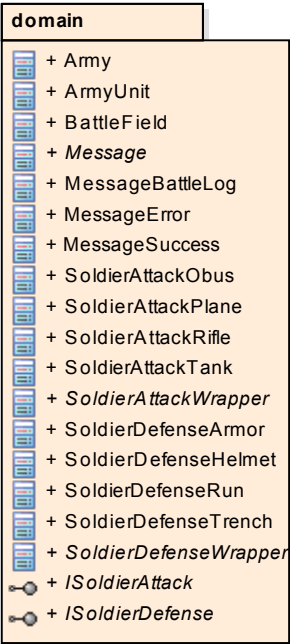 domain
+ Army
+ ArmyUnit
+ BattleField
+ Message
+ MessageBattleLog
+ MessageError
+ MessageSuccess
+ SoldierAttackObus
+ SoldierAttackPlane
+ SoldierAttackRifle
+ SoldierAttackTank
+ SoldierAttackWrapper
+ SoldierDefenseArmor
+ SoldierDefenseHelmet
+ SoldierDefenseRun
+ SoldierDefenseTrench
+ SoldierDefenseWrapper
+ ISoldierAttack
+ ISoldierDefense